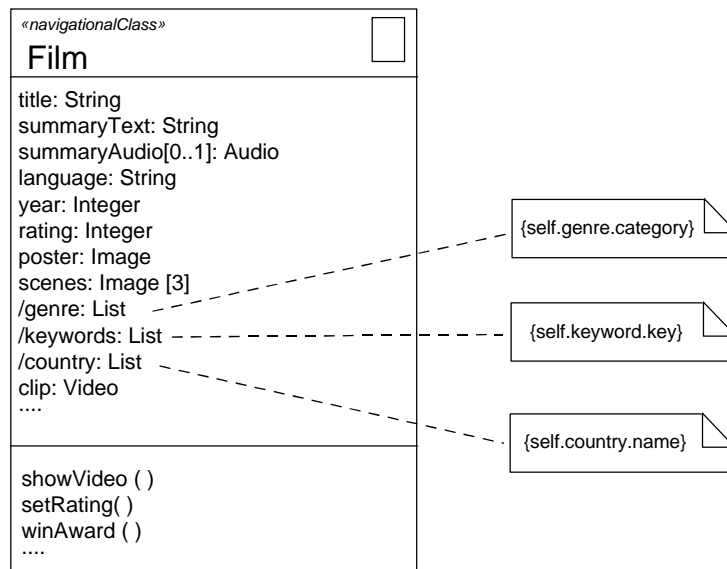 «navigationalClass»
Film
title: String
summaryText: String
summaryAudio[0..1]: Audio
language: String
year: Integer
rating: Integer
poster: Image
scenes: Image [3]
/genre: List
/keywords: List
/country: List
clip: Video
....
showVideo ( )
setRating( )
winAward ( )
....
{self.genre.category}
{self.keyword.key}
{self.country.name}